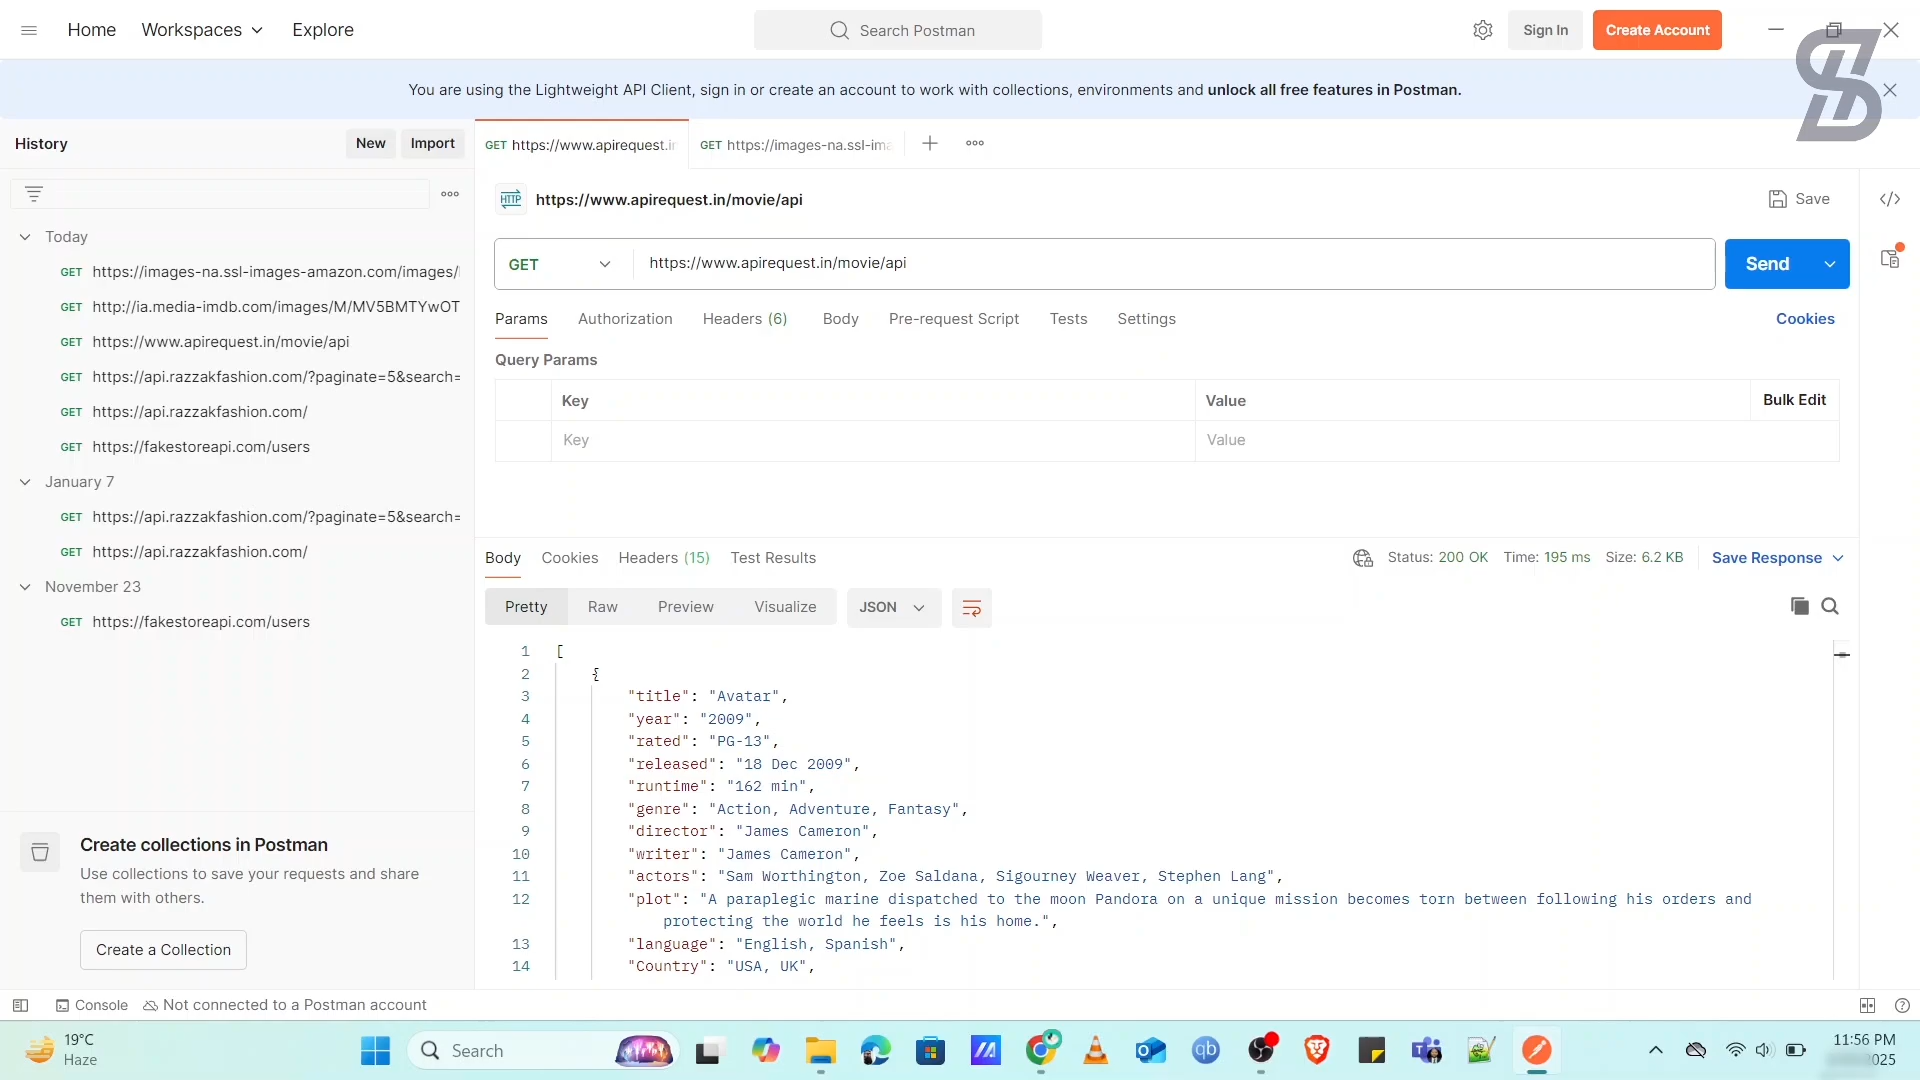 Home Workspaces Explore Search Postman Sign In Create Account
You are using the Lightweight API Client, sign in or create an account to work with collections, environments and unlock all free features in Postman.
History New Import GET https://www.apirequest.in GET https://images-na.ssl-ima
https://www.apirequest.in/movie/api Save
Today
GET https://images-na.ssl-images-amazon.com/images/
GET http://ia.media-imdb.com/images/M/MV5BMTYwOT
GET https://www.apirequest.in/movie/api
GET https://api.razzakfashion.com/?paginate=5&search=
GET https://api.razzakfashion.com/
GET https://fakestoreapi.com/users
January 7
GET https://api.razzakfashion.com/?paginate=5&search=
GET https://api.razzakfashion.com/
November 23
GET https://fakestoreapi.com/users
Create collections in Postman
Use collections to save your requests and share
them with others.
Create a Collection
HTTP
GET https://www.apirequest.in/movie/api Send
Params Authorization Headers (6) Body Pre-request Script Tests Settings Cookies
Query Params
Key Value Bulk Edit
Key Value
Body Cookies Headers (15) Test Results Status: 200 OK Time: 195 ms Size: 6.2 KB Save Response
Pretty Raw Preview Visualize JSON
1 [
2 {
3 "title": "Avatar",
4 "year": "2009",
5 "rated": "PG-13",
6 "released": "18 Dec 2009",
7 "runtime": "162 min",
8 "genre": "Action, Adventure, Fantasy",
9 "director": "James Cameron",
10 "writer": "James Cameron",
11 "actors": "Sam Worthington, Zoe Saldana, Sigourney Weaver, Stephen Lang",
12 "plot": "A paraplegic marine dispatched to the moon Pandora on a unique mission becomes torn between following his orders and
protecting the world he feels is his home.",
13 "language": "English, Spanish",
14 "Country": "USA, UK",
Console Not connected to a Postman account
19°C
Haze
Search
qb
11:56 PM
2025